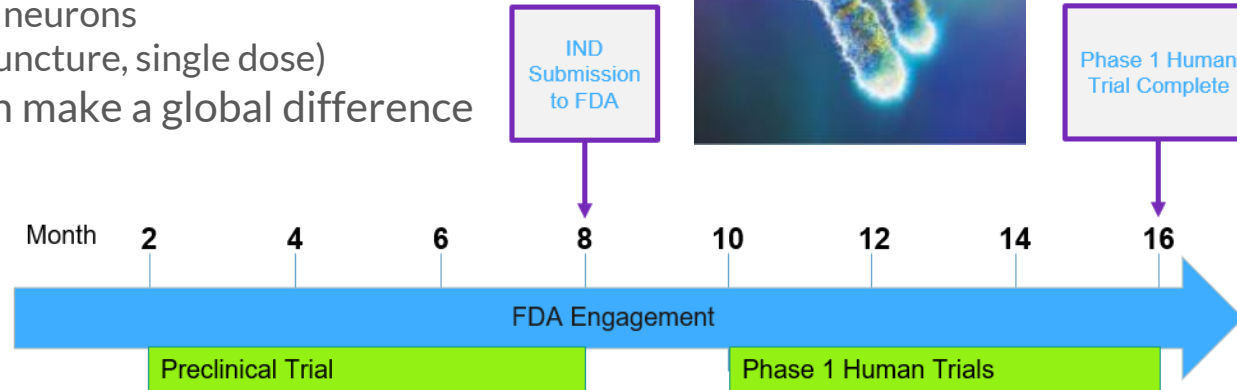 neurons
uncture, single dose)
make a global difference
IND
Submission
to FDA
Phase 1 Human
Trial Complete
Month 2 4 6 8 10 12 14 16
FDA Engagement
Preclinical Trial
Phase 1 Human Trials